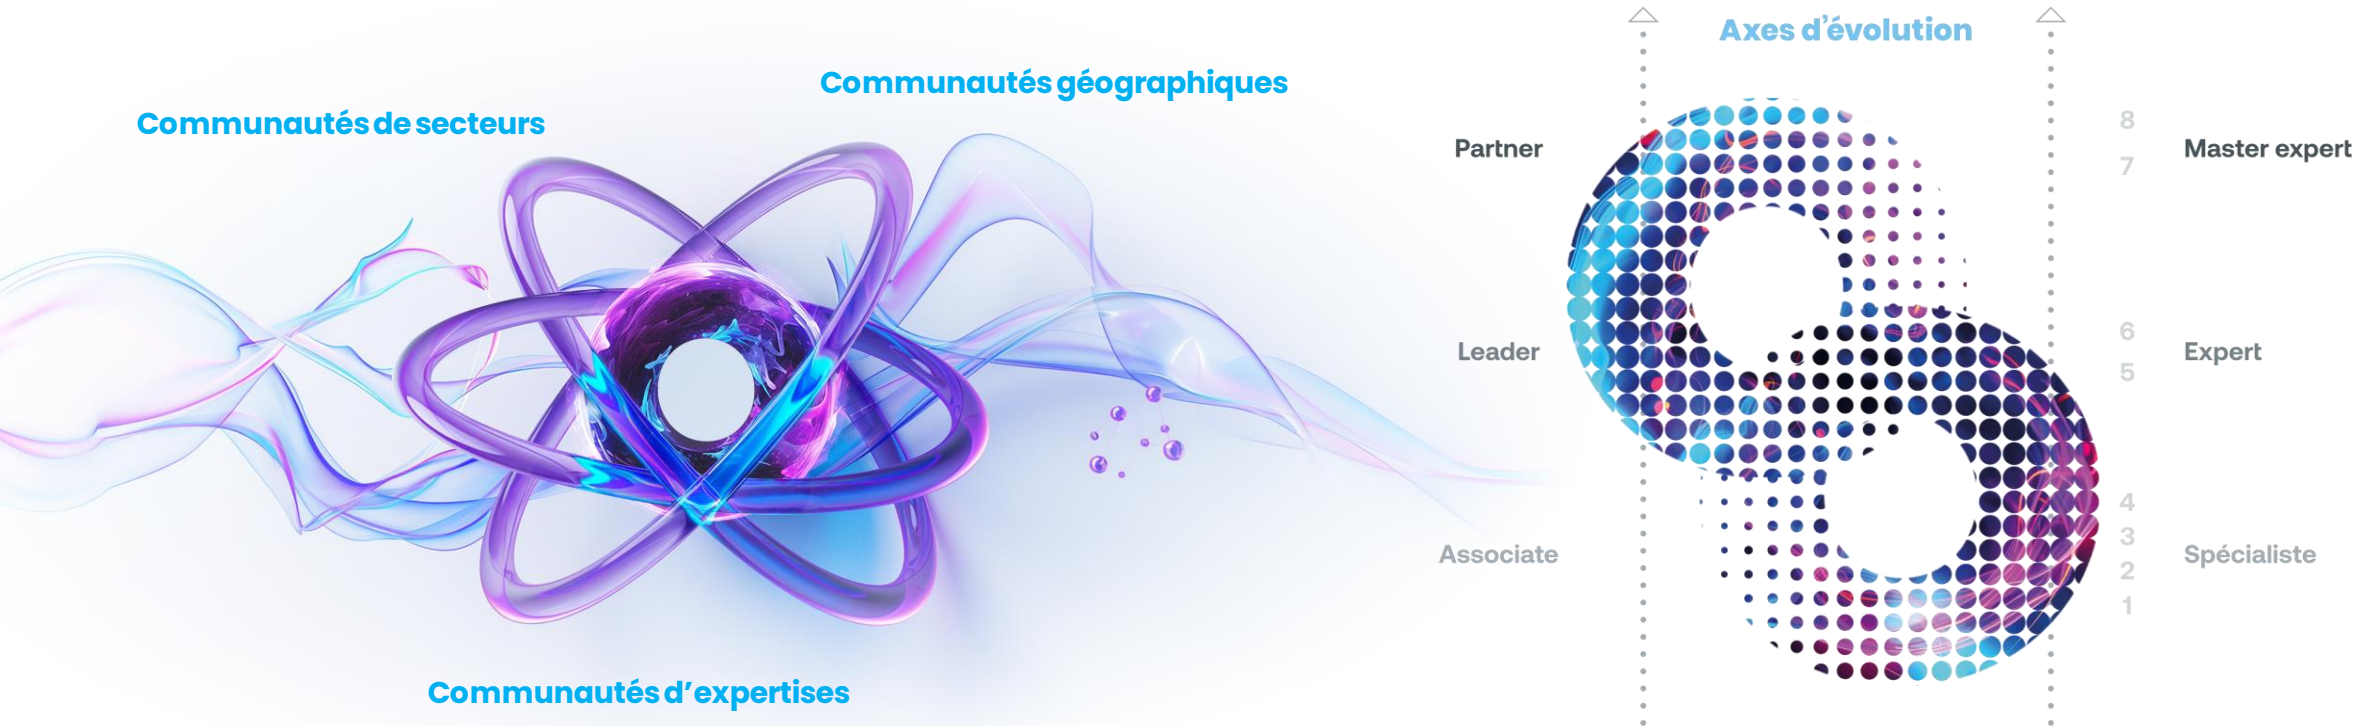 Communautés de secteurs
Communautés géographiques
Communautés d'expertises
Axes d'évolution
Partner
8
7
Master expert
Leader
6
5
Expert
Associate
4
3
2
1
Spécialiste